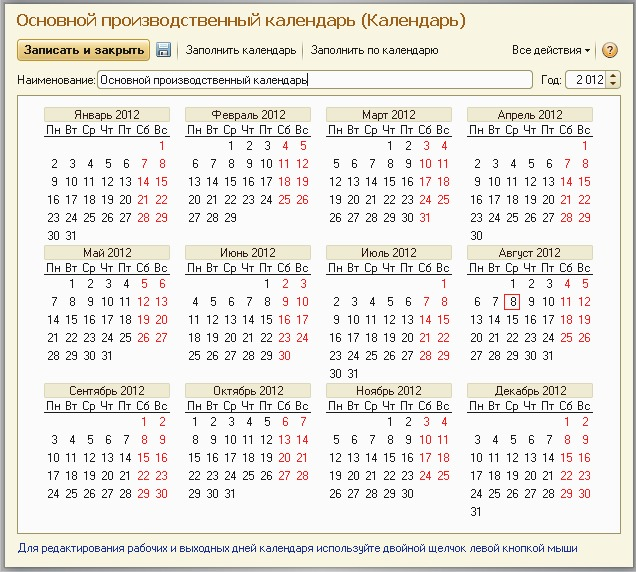 Основной производственный календарь (Календарь)
Записать и закрыть Заполнить календарь Заполнить по календарю Все действия ?
Наименование: Основной производственный календарь Год: 2 012
Январь 2012 Февраль 2012 Март 2012 Апрель 2012
Пн Вт Ср Чт Пт Сб Вс Пн Вт Ср Чт Пт Сб Вс Пн Вт Ср Чт Пт Сб Вс Пн Вт Ср Чт Пт Сб Вс
1 1 2 3 4 5 1 2 3 4 1
2 3 4 5 6 7 8 6 7 8 9 10 11 12 5 6 7 8 9 10 11 2 3 4 5 6 7 8
9 10 11 12 13 14 15 13 14 15 16 17 18 19 12 13 14 15 16 17 18 9 10 11 12 13 14 15
16 17 18 19 20 21 22 20 21 22 23 24 25 26 19 20 21 22 23 24 25 16 17 18 19 20 21 22
23 24 25 26 27 28 29 27 28 29 26 27 28 29 30 31 23 24 25 26 27 28 29
30 31 30
Май 2012 Июнь 2012 Июль 2012 Август 2012
Пн Вт Ср Чт Пт Сб Вс Пн Вт Ср Чт Пт Сб Вс Пн Вт Ср Чт Пт Сб Вс Пн Вт Ср Чт Пт Сб Вс
1 2 3 4 5 6 1 2 3 1 1 2 3 4 5
7 8 9 10 11 12 13 4 5 6 7 8 9 10 2 3 4 5 6 7 8 6 7 8 9 10 11 12
14 15 16 17 18 19 20 11 12 13 14 15 16 17 9 10 11 12 13 14 15 13 14 15 16 17 18 19
21 22 23 24 25 26 27 18 19 20 21 22 23 24 16 17 18 19 20 21 22 20 21 22 23 24 25 26
28 29 30 31 25 26 27 28 29 30 23 24 25 26 27 28 29 27 28 29 30 31
30 31
Сентябрь 2012 Октябрь 2012 Ноябрь 2012 Декабрь 2012
Пн Вт Ср Чт Пт Сб Вс Пн Вт Ср Чт Пт Сб Вс Пн Вт Ср Чт Пт Сб Вс Пн Вт Ср Чт Пт Сб Вс
1 2 1 2 3 4 5 6 7 1 2 3 4 1 2
3 4 5 6 7 8 9 8 9 10 11 12 13 14 5 6 7 8 9 10 11 3 4 5 6 7 8 9
10 11 12 13 14 15 16 15 16 17 18 19 20 21 12 13 14 15 16 17 18 10 11 12 13 14 15 16
17 18 19 20 21 22 23 22 23 24 25 26 27 28 19 20 21 22 23 24 25 17 18 19 20 21 22 23
24 25 26 27 28 29 30 29 30 31 26 27 28 29 30 24 25 26 27 28 29 30
31
Для редактирования рабочих и выходных дней календаря используйте двойной щелчок левой кнопкой мыши